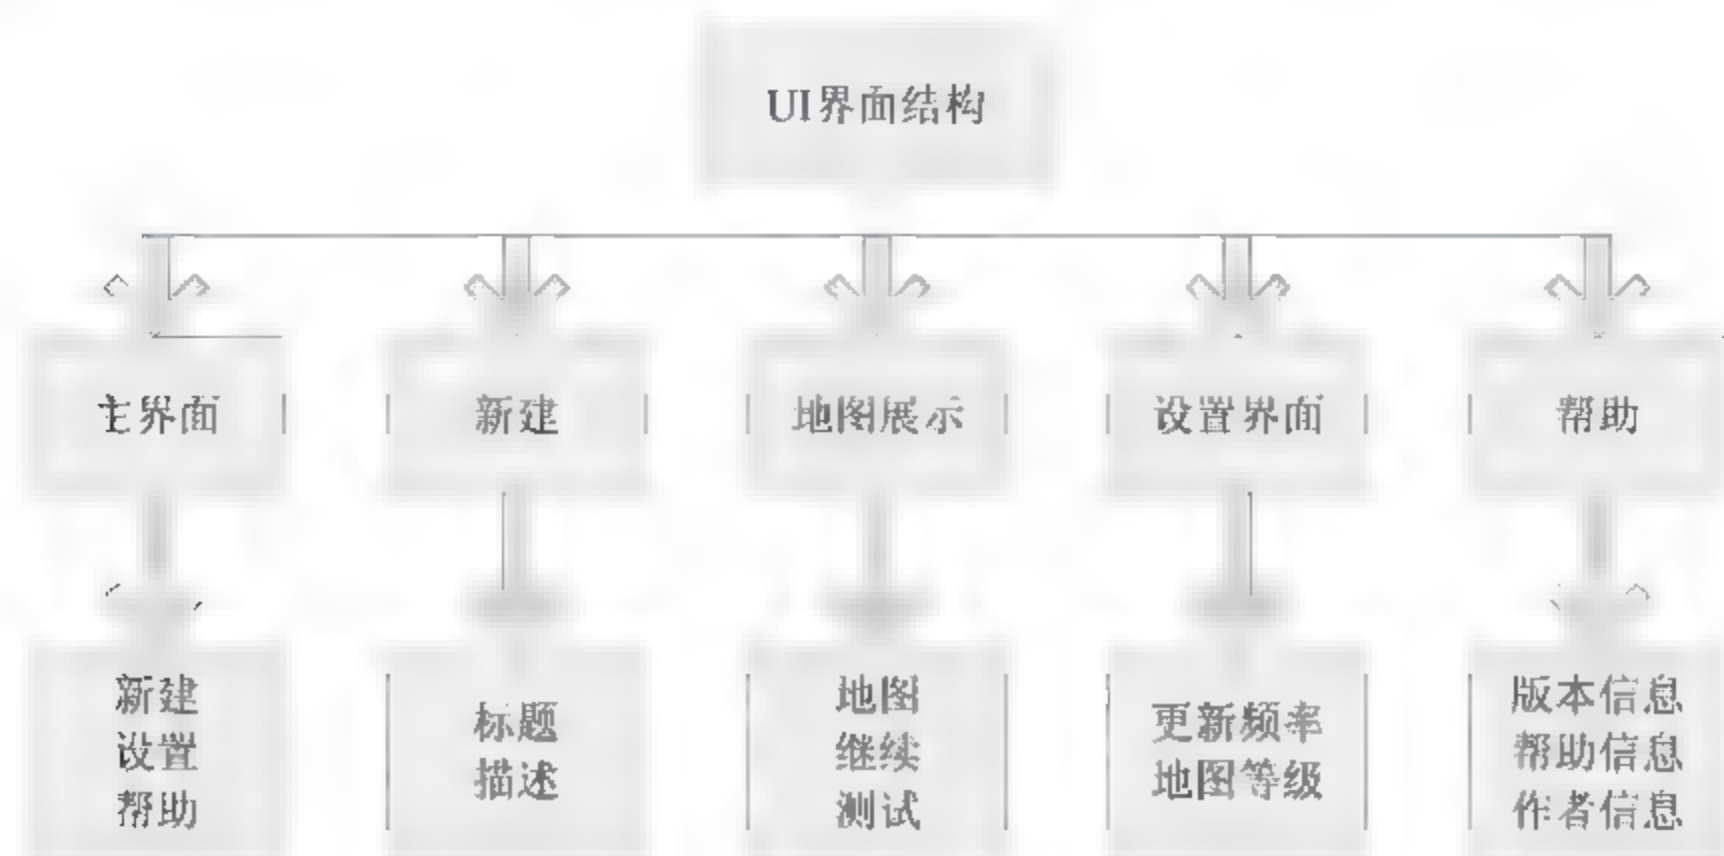 UI界面结构
主界面
新建
地图展示
设置界面
帮助
新建
设置
帮助
标题
描述
地图
继续
测试
更新频率
地图等级
版本信息
帮助信息
作者信息